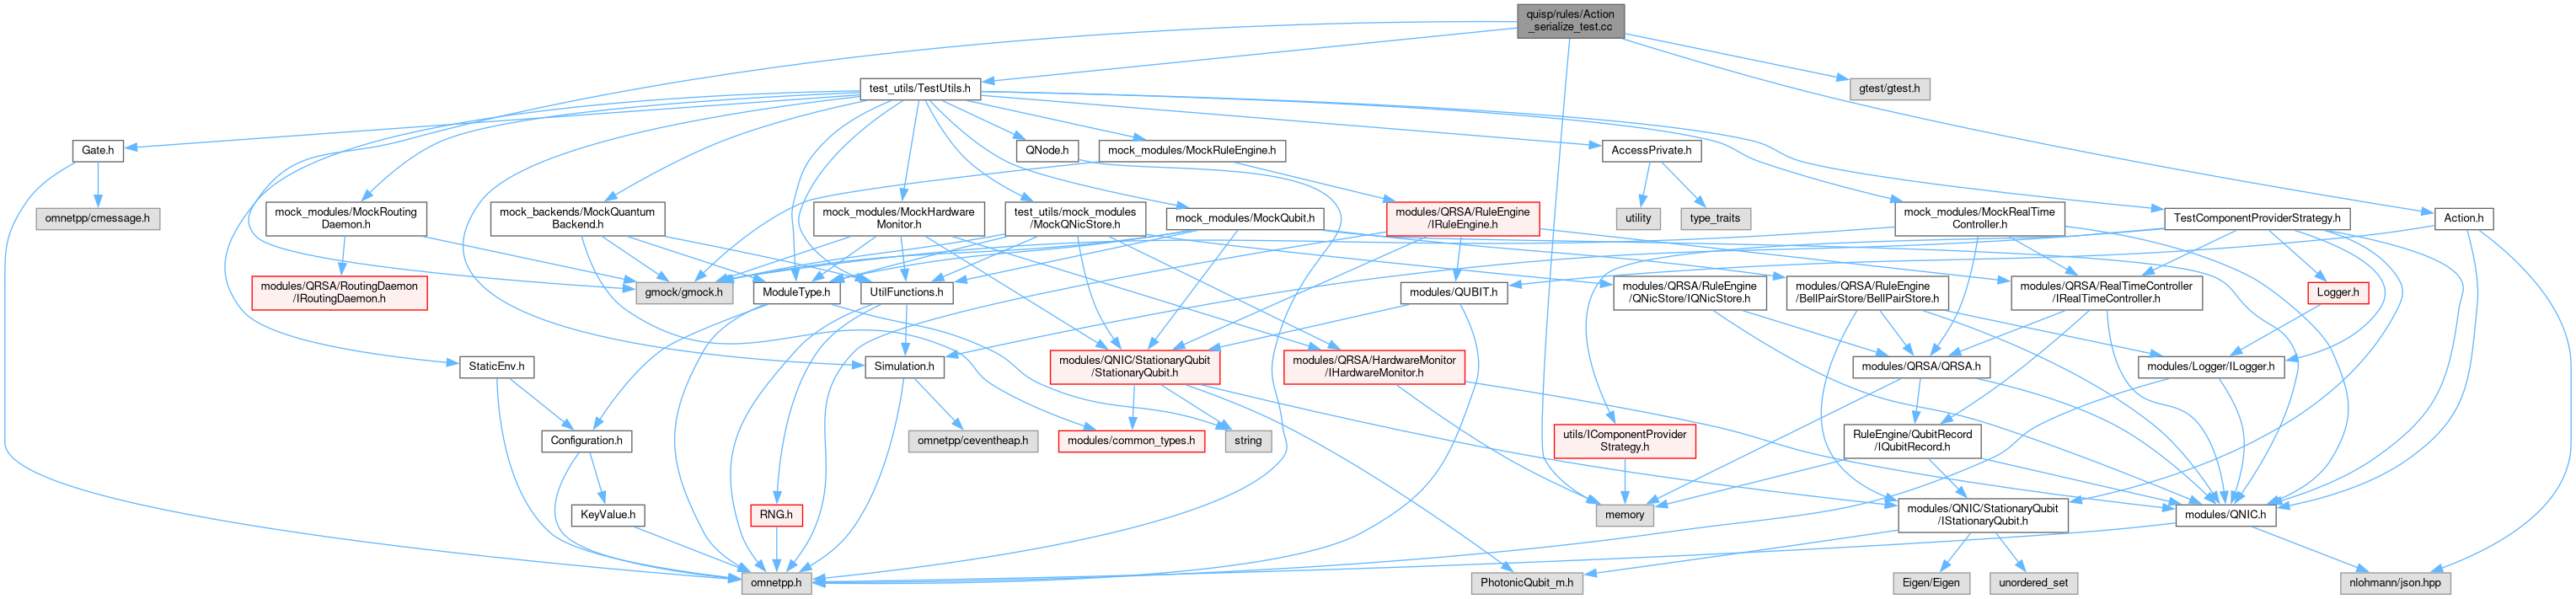 quisp/rules/Action
_serialize_test.cc
test_utils/TestUtils.h
gtest/gtest.h
Gate.h
QNode.h
mock_modules/MockRuleEngine.h
AccessPrivate.h
omnetpp/cmessage.h
mock_modules/MockRouting
Daemon.h
mock_backends/MockQuantum
Backend.h
mock_modules/MockHardware
Monitor.h
test_utils/mock_modules
/MockQNicStore.h
mock_modules/MockQubit.h
modules/QRSA/RuleEngine
/IRuleEngine.h
utility
type_traits
mock_modules/MockRealTime
Controller.h
TestComponentProviderStrategy.h
Action.h
modules/QRSA/RoutingDaemon
/IRoutingDaemon.h
gmock/gmock.h
ModuleType.h
UtilFunctions.h
modules/QUBIT.h
modules/QRSA/RuleEngine
/QNicStore/IQNicStore.h
modules/QRSA/RuleEngine
/BellPairStore/BellPairStore.h
modules/QRSA/RealTimeController
/IRealTimeController.h
Logger.h
StaticEnv.h
Simulation.h
modules/QNIC/StationaryQubit
/StationaryQubit.h
modules/QRSA/HardwareMonitor
/IHardwareMonitor.h
modules/QRSA/QRSA.h
modules/Logger/ILogger.h
Configuration.h
omnetpp/ceventheap.h
modules/common_types.h
string
utils/IComponentProvider
Strategy.h
RuleEngine/QubitRecord
/IQubitRecord.h
KeyValue.h
RNG.h
memory
modules/QNIC/StationaryQubit
/IStationaryQubit.h
modules/QNIC.h
omnetpp.h
PhotonicQubit_m.h
Eigen/Eigen
unordered_set
nlohmann/json.hpp